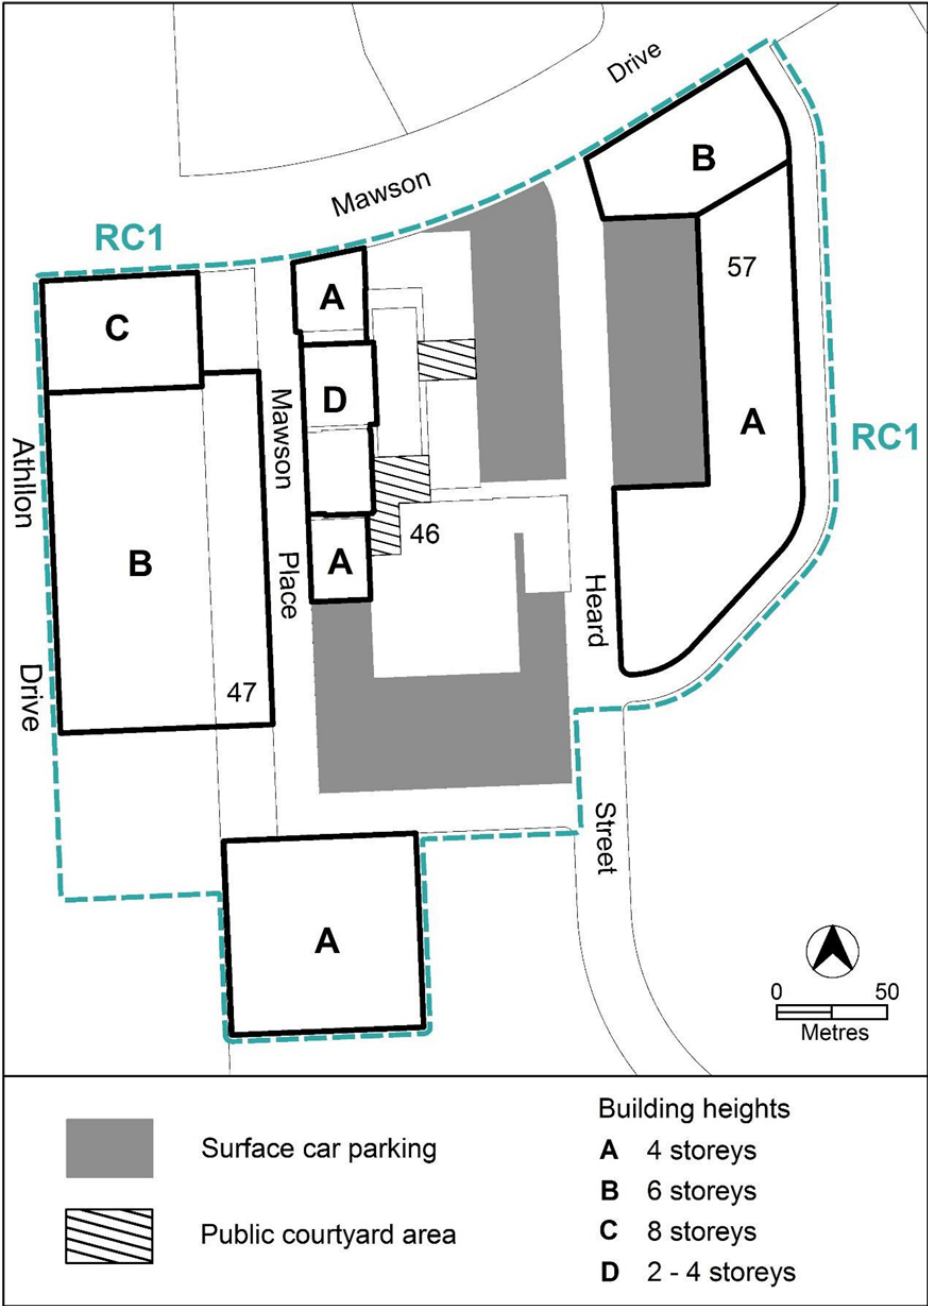 Drive
Mawson
RC1
B
57
A
C
A
D
Mawson
Place
A
RC1
Athllon
Drive
B
47
46
A
Heard
Street
A
0 50
Metres
Surface car parking
Public courtyard area
Building heights
A 4 storeys
B 6 storeys
C 8 storeys
D 2 - 4 storeys